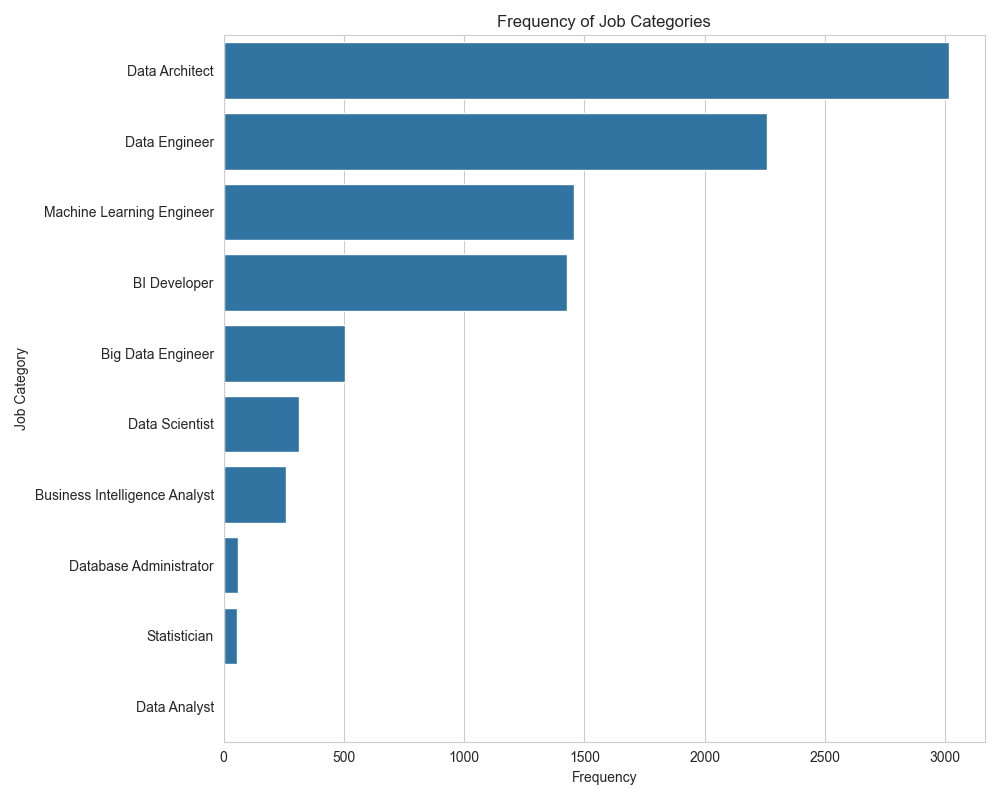 Frequency of Job Categories
Data Architect
Data Engineer
Machine Learning Engineer
BI Developer
Big Data Engineer
Data Scientist
Business Intelligence Analyst
Database Administrator
Statistician
Data Analyst
Job Category
0 500 1000 1500 2000 2500 3000
Frequency